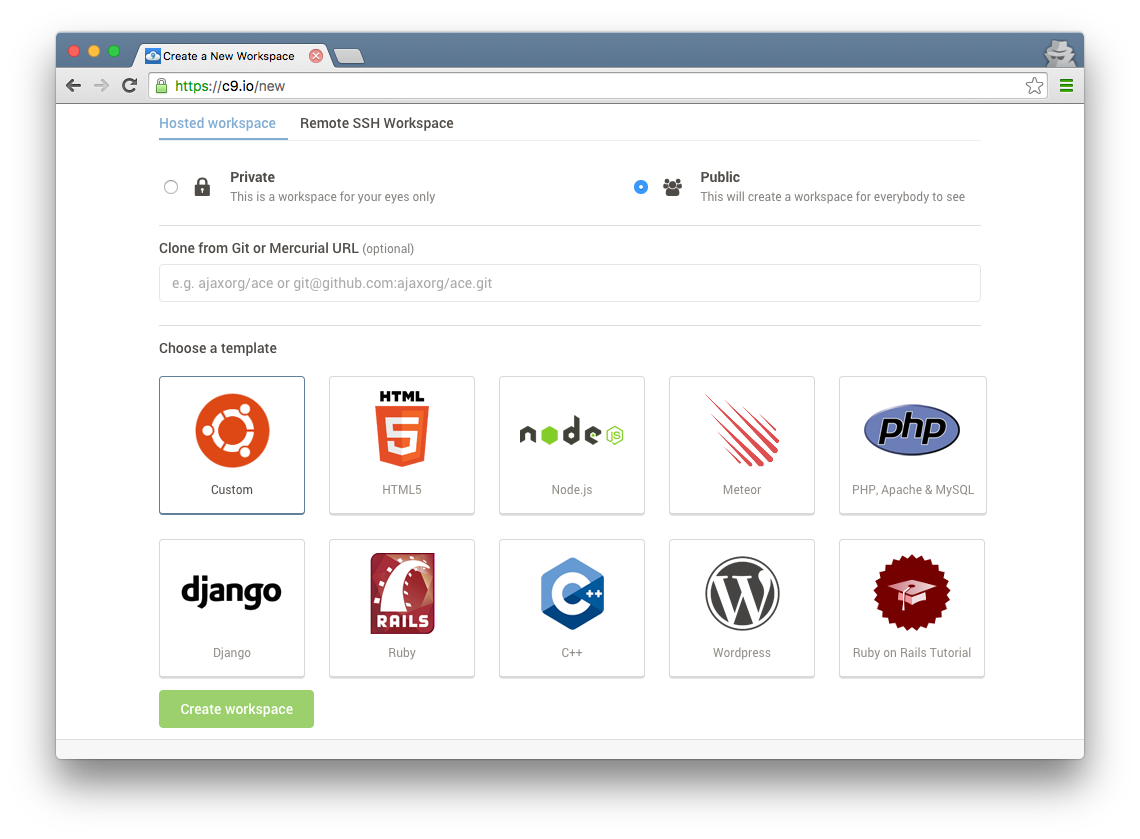 Create a New Workspace
https://c9.io/new
Hosted workspace Remote SSH Workspace
Private
This is a workspace for your eyes only
Public
This will create a workspace for everybody to see
Clone from Git or Mercurial URL (optional)
e.g. ajaxorg/ace or git@github.com:ajaxorg/ace.git
Choose a template
Custom
HTML
5
HTML5
node
JS
Node.js
Meteor
php
PHP, Apache & MySQL
django
Django
RAILS
Ruby
C++
C++
W
Wordpress
Ruby on Rails Tutorial
Create workspace